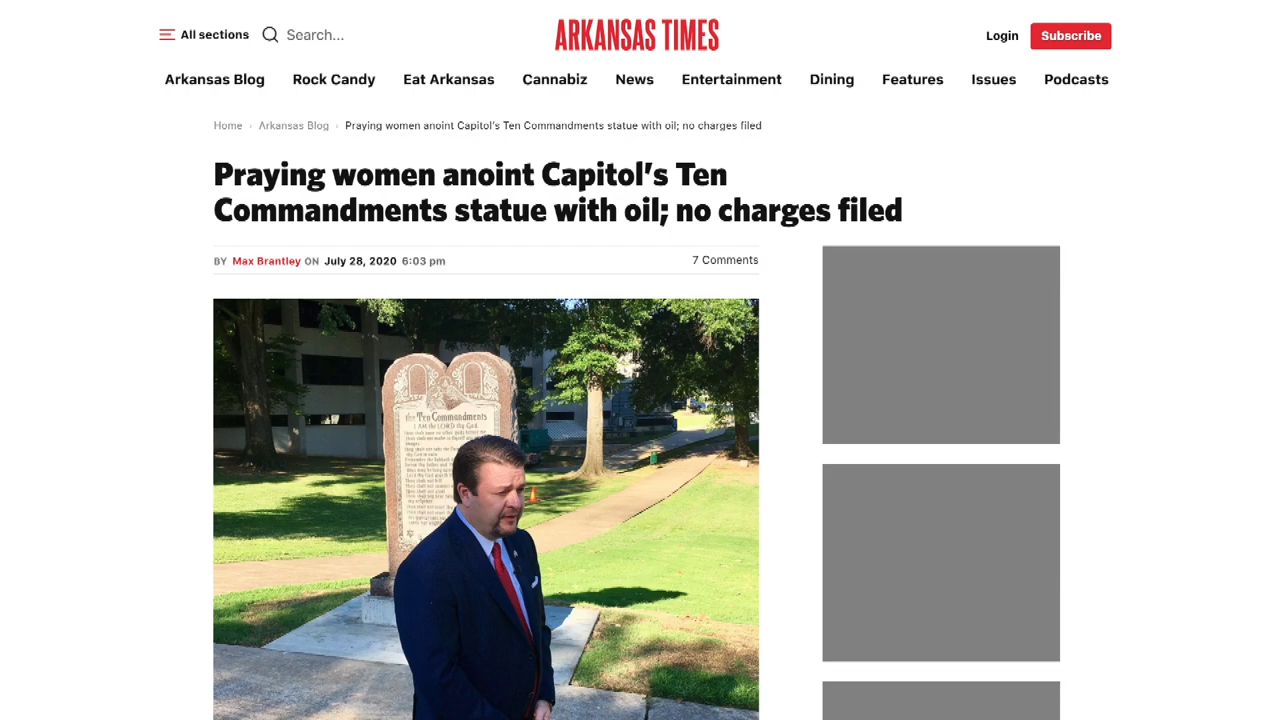 All sections
Search...
ARKANSAS TIMES
Login
Subscribe
Arkansas Blog
Rock Candy
Eat Arkansas
Cannabiz
News
Entertainment
Dining
Features
Issues
Podcasts
Home › Arkansas Blog › Praying women anoint Capitol's Ten Commandments statue with oil; no charges filed
Praying women anoint Capitol's Ten
Commandments statue with oil; no charges filed
BY Max Brantley ON July 28, 2020 6:03 pm
7 Comments
the Ten Commandments
I AM the LORD thy God.